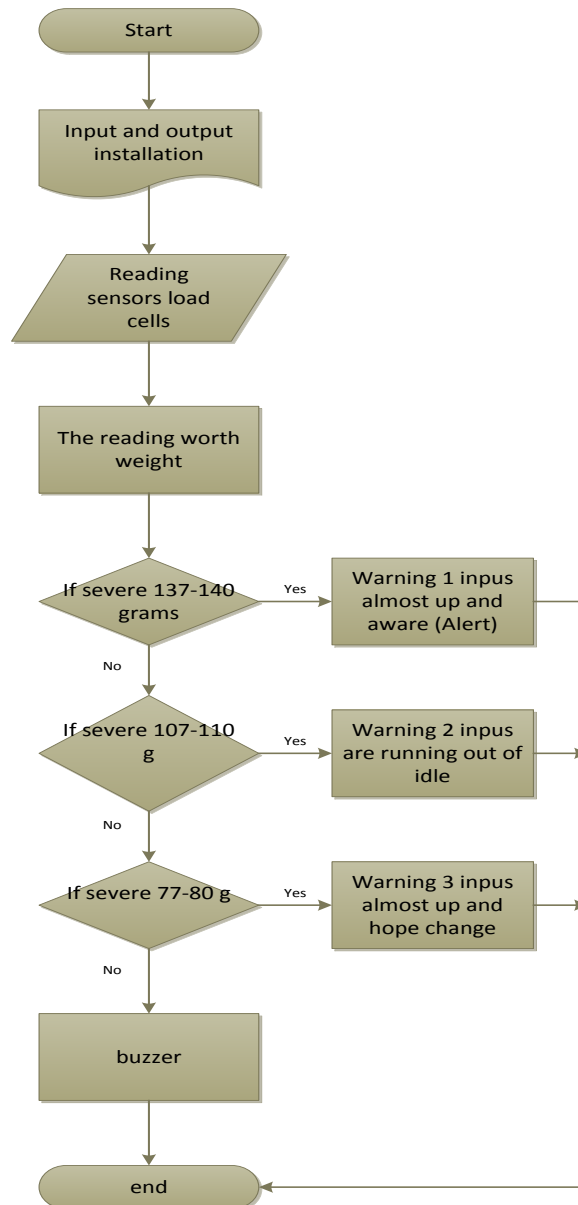 Start
Input and output
installation
Reading
sensors load
cells
The reading worth
weight
If severe 137-140
grams
Yes
Warning 1 inpus
almost up and
aware (Alert)
No
If severe 107-110
g
Yes
Warning 2 inpus
are running out of
idle
No
If severe 77-80 g
Yes
Warning 3 inpus
almost up and
hope change
No
buzzer
end